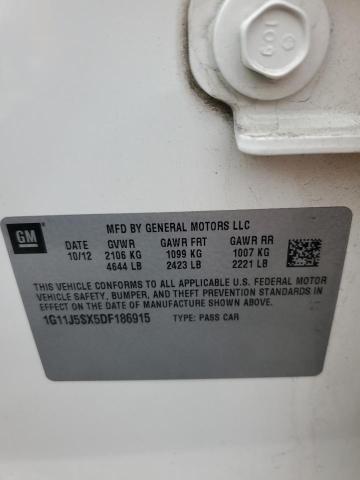 109
GM
MFD BY GENERAL MOTORS LLC
DATE GVWR GAWR FRT GAWR RR
10/12 2106 KG 1099 KG 1007 KG
4644 LB 2423 LB 2221 LB
THIS VEHICLE CONFORMS TO ALL APPLICABLE U.S. FEDERAL MOTOR
VEHICLE SAFETY, BUMPER, AND THEFT PREVENTION STANDARDS IN
EFFECT ON THE DATE OF MANUFACTURE SHOWN ABOVE.
1G11J5SX5DF186915 TYPE: PASS CAR